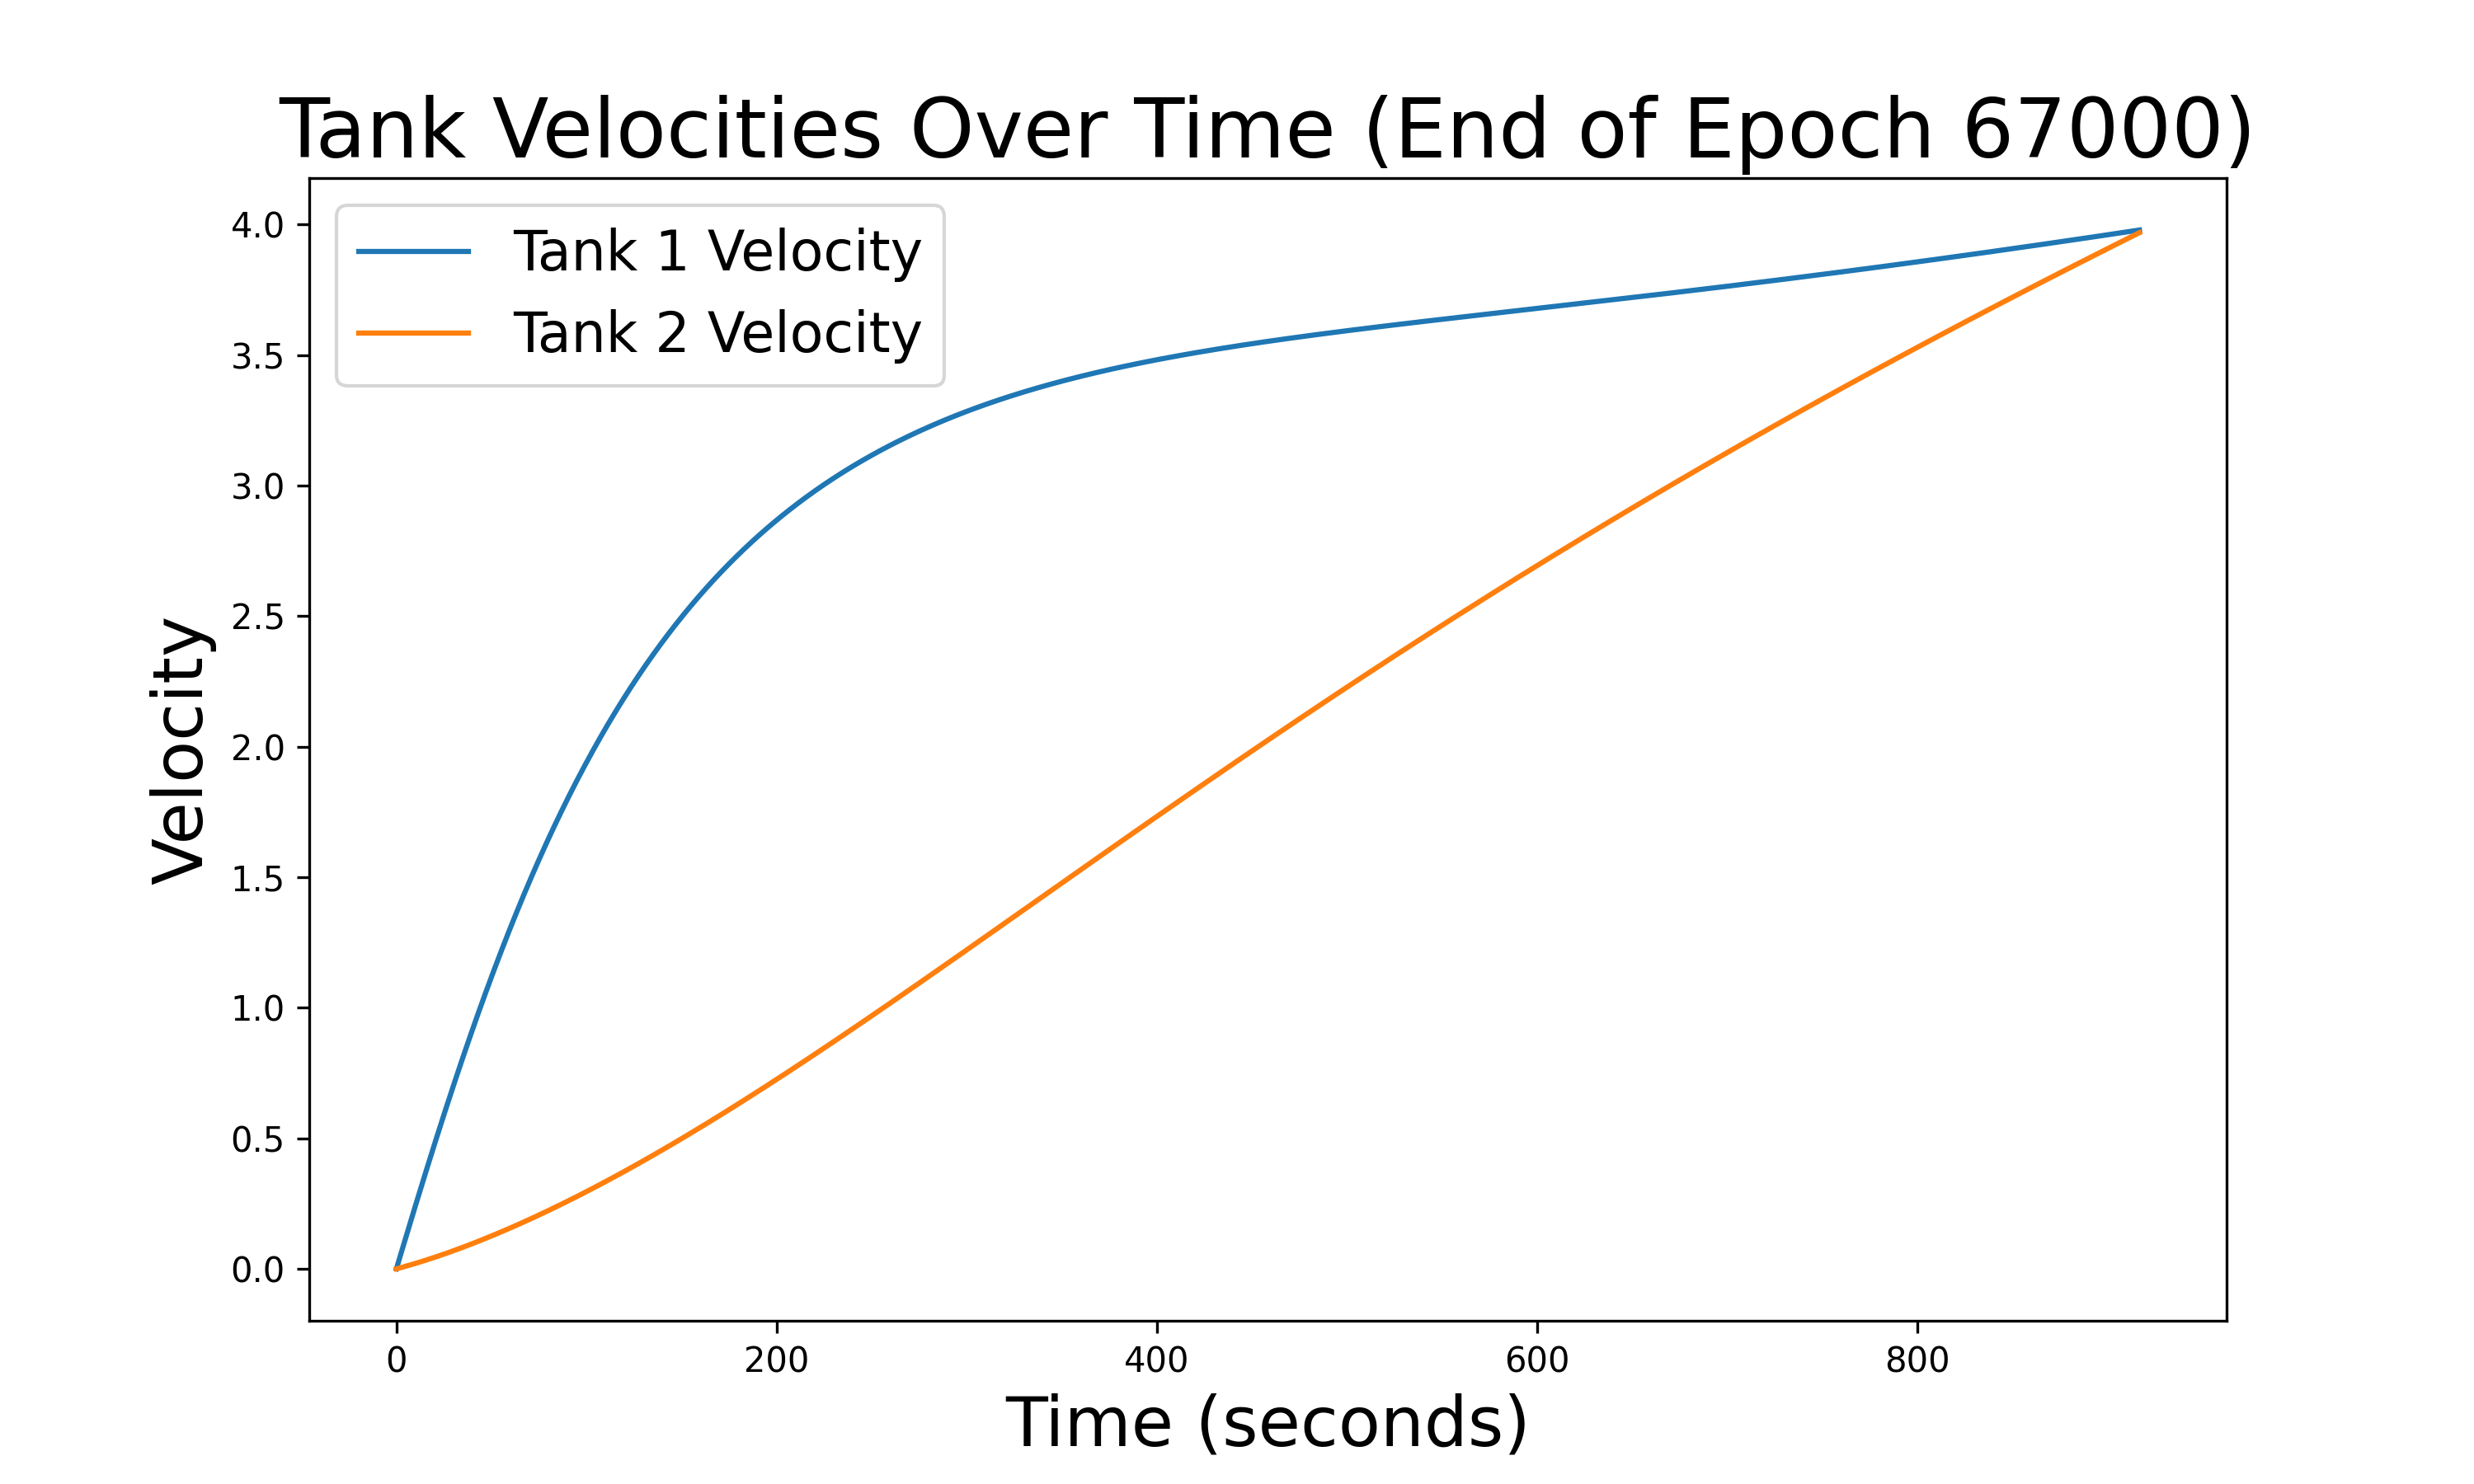 Tank Velocities Over Time (End of Epoch 67000)
Tank 1 Velocity
Tank 2 Velocity
Velocity
4.0
3.5
3.0
2.5
2.0
1.5
1.0
0.5
0.0
0 200 400 600 800
Time (seconds)